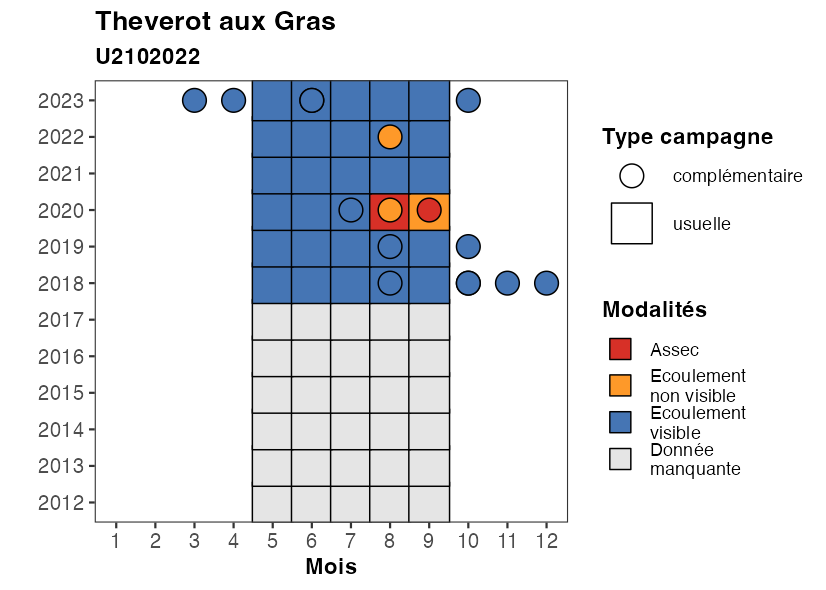 Theverot aux Gras
U2102022
2023
2022
2021
2020
2019
2018
2017
2016
2015
2014
2013
2012
1 2 3 4 5 6 7 8 9 10 11 12
Mois
Type campagne
complémentaire
usuelle
Modalités
Assec
Ecoulement
non visible
Ecoulement
visible
Donnée
manquante